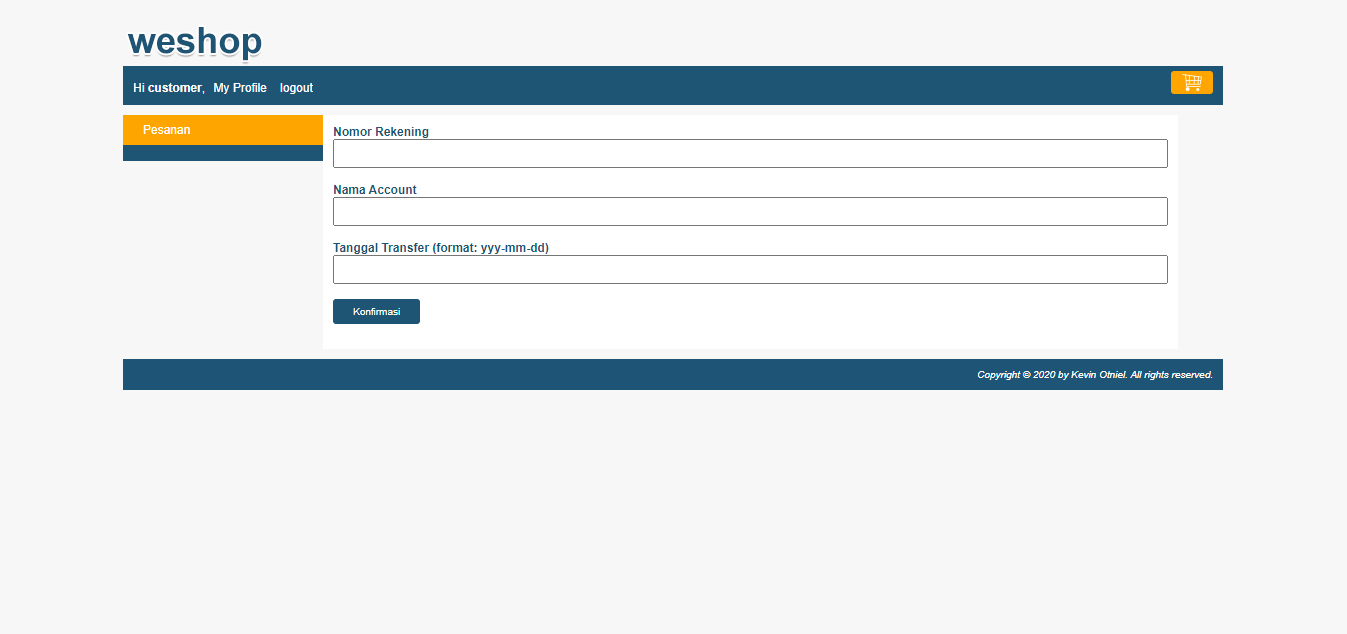 weshop
Hi customer, My Profile logout
Pesanan
Nomor Rekening
Nama Account
Tanggal Transfer (format: yyy-mm-dd)
Konfirmasi
Copyright © 2020 by Kevin Otniel. All rights reserved.